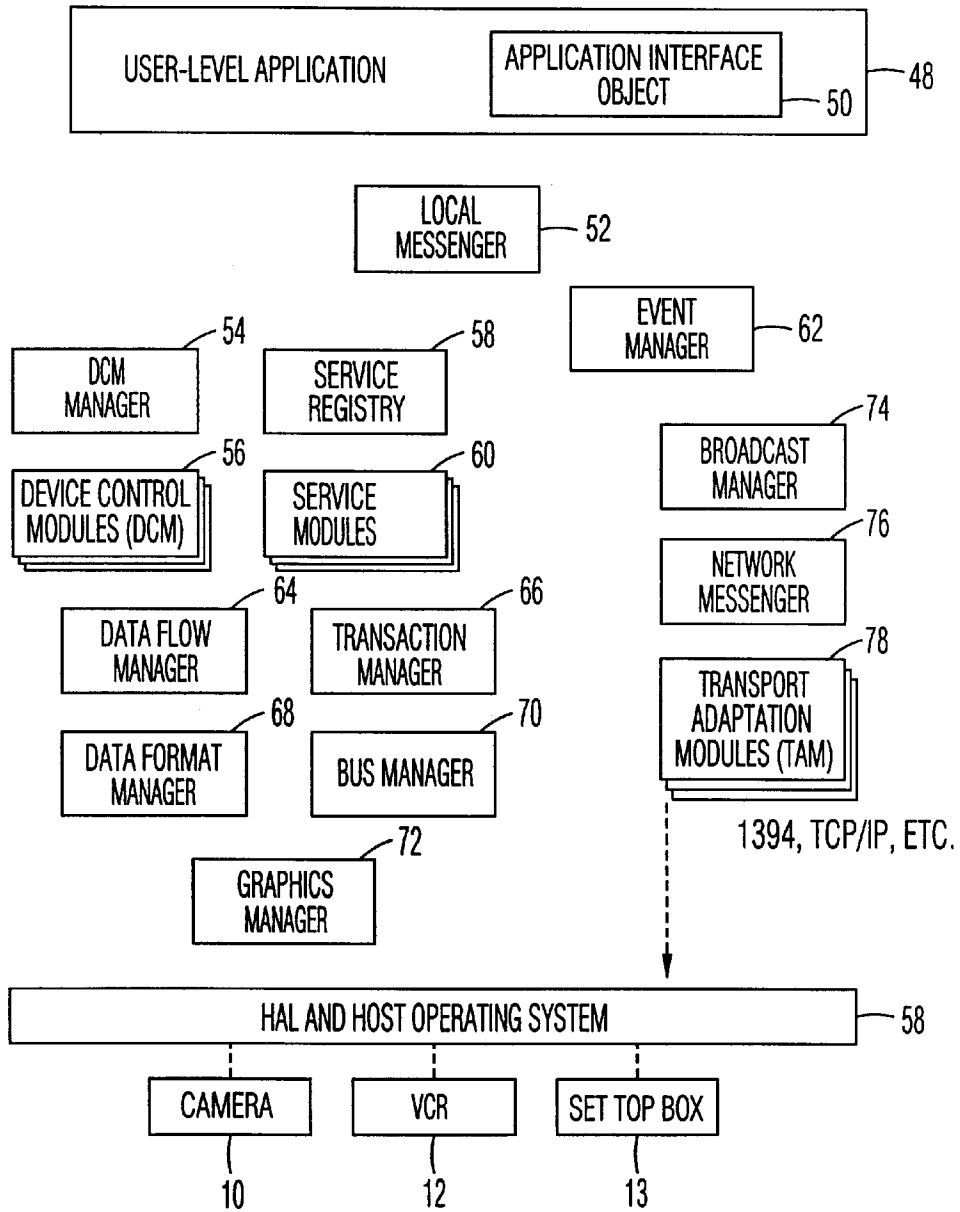 USER-LEVEL APPLICATION
APPLICATION INTERFACE
OBJECT
48
50
LOCAL
MESSENGER
52
EVENT
MANAGER
62
54
DCM
MANAGER
58
SERVICE
REGISTRY
74
BROADCAST
MANAGER
56
DEVICE CONTROL
MODULES (DCM)
60
SERVICE
MODULES
76
NETWORK
MESSENGER
64
DATA FLOW
MANAGER
66
TRANSACTION
MANAGER
78
TRANSPORT
ADAPTATION
MODULES (TAM)
68
DATA FORMAT
MANAGER
70
BUS MANAGER
1394, TCP/IP, ETC.
72
GRAPHICS
MANAGER
HAL AND HOST OPERATING SYSTEM
58
CAMERA
VCR
SET TOP BOX
10
12
13